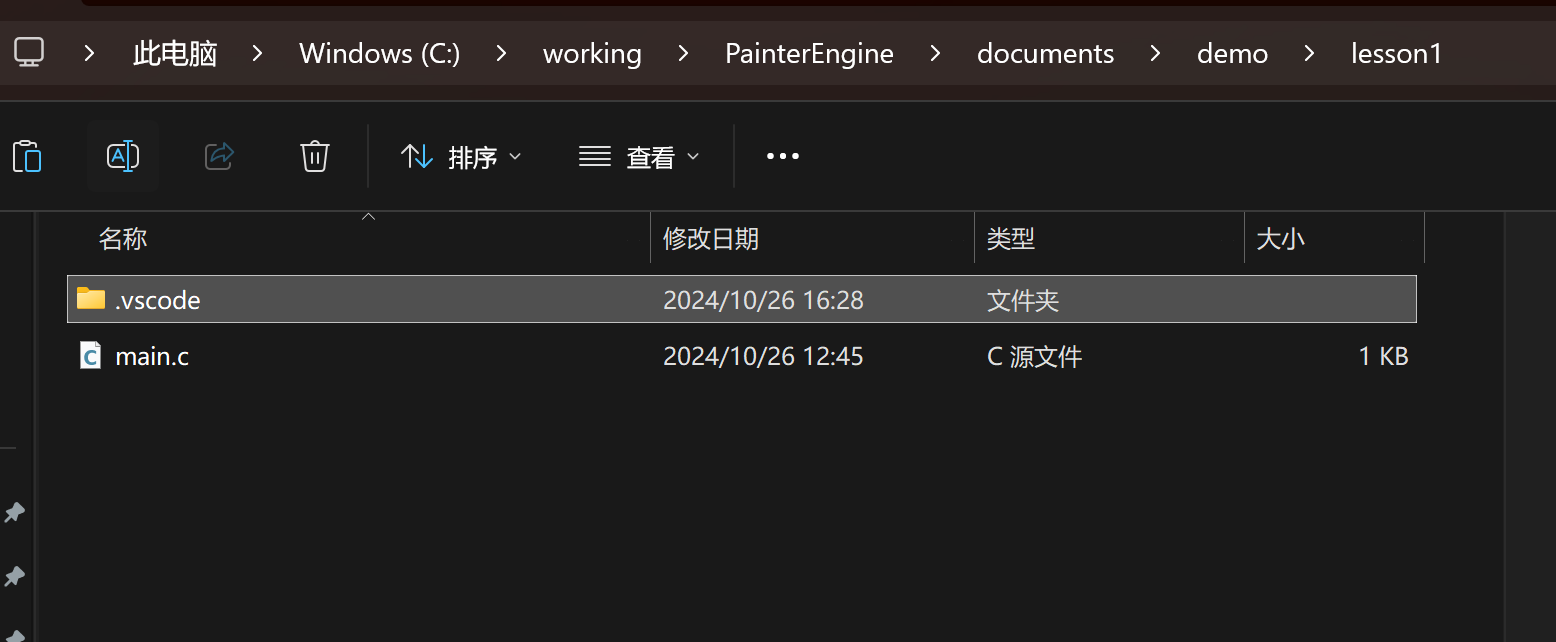 此电脑 > Windows (C:) > working > PainterEngine > documents > demo > lesson1
排序 查看
名称 修改日期 类型 大小
.vscode 2024/10/26 16:28 文件夹
main.c 2024/10/26 12:45 C 源文件 1 KB